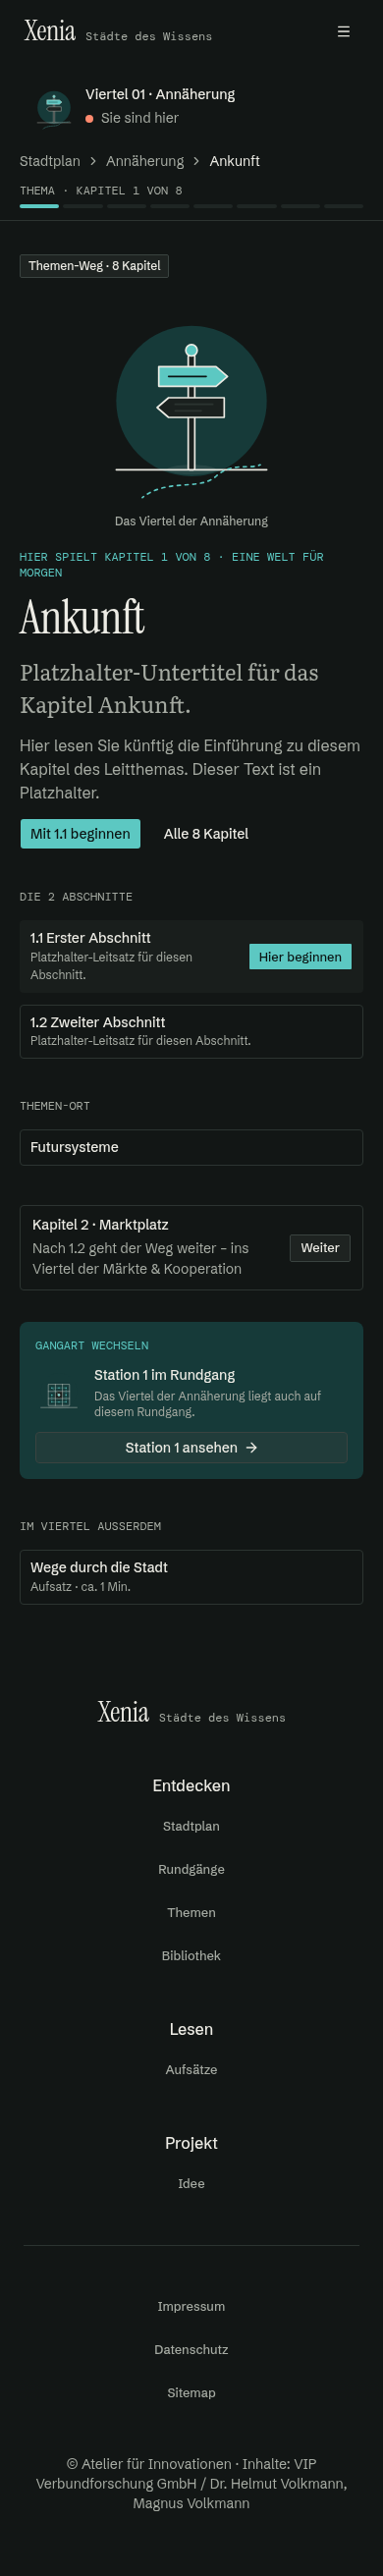 Xenia Städte des Wissens
Viertel 01 · Annäherung
Sie sind hier
Stadtplan > Annäherung > Ankunft
THEMA · KAPITEL 1 VON 8
Themen-Weg · 8 Kapitel
Das Viertel der Annäherung
HIER SPIELT KAPITEL 1 VON 8 · EINE WELT FÜR
MORGEN
Ankunft
Platzhalter-Untertitel für das
Kapitel Ankunft.
Hier lesen Sie künftig die Einführung zu diesem
Kapitel des Leitthemas. Dieser Text ist ein
Platzhalter.
Mit 1.1 beginnen Alle 8 Kapitel
DIE 2 ABSCHNITTE
1.1 Erster Abschnitt
Platzhalter-Leitsatz für diesen
Abschnitt.
Hier beginnen
1.2 Zweiter Abschnitt
Platzhalter-Leitsatz für diesen Abschnitt.
THEMEN-ORT
Futursysteme
Kapitel 2 · Marktplatz
Nach 1.2 geht der Weg weiter – ins
Viertel der Märkte & Kooperation
Weiter
GANGART WECHSELN
Station 1 im Rundgang
Das Viertel der Annäherung liegt auch auf
diesem Rundgang.
Station 1 ansehen →
IM VIERTEL AUSSERDEM
Wege durch die Stadt
Aufsatz · ca. 1 Min.
Xenia Städte des Wissens
Entdecken
Stadtplan
Rundgänge
Themen
Bibliothek
Lesen
Aufsätze
Projekt
Idee
Impressum
Datenschutz
Sitemap
© Atelier für Innovationen · Inhalte: VIP
Verbundforschung GmbH / Dr. Helmut Volkmann,
Magnus Volkmann